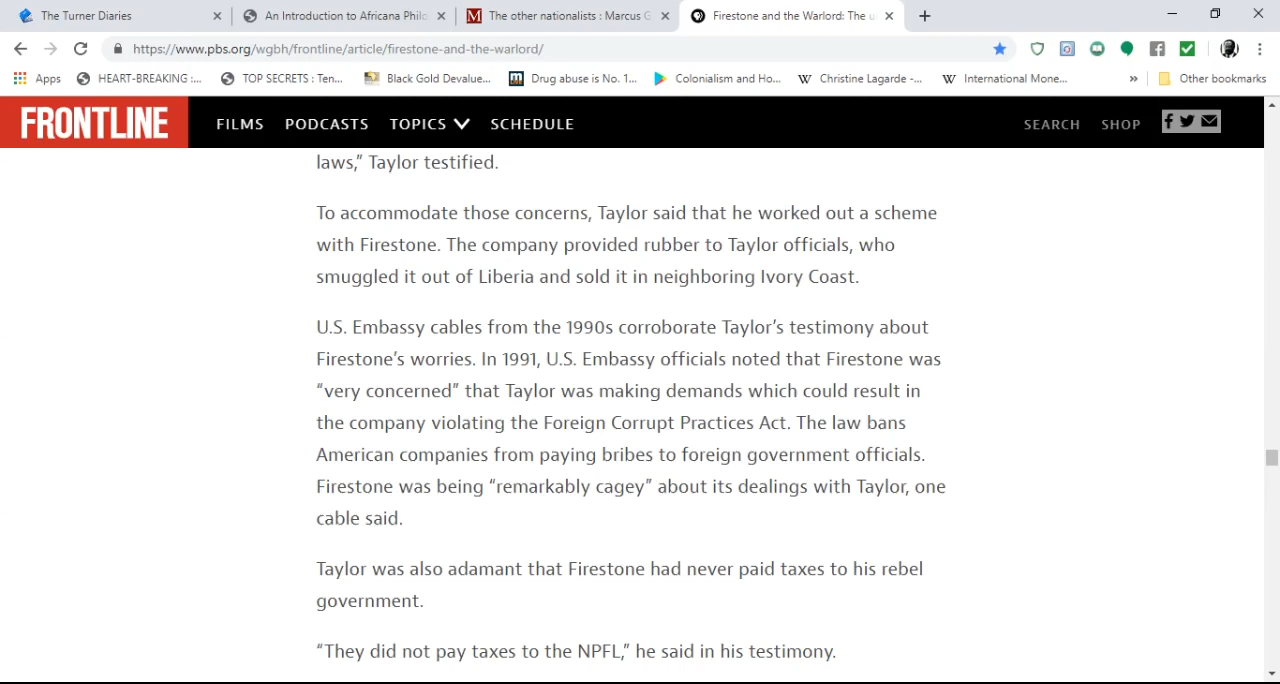 The Turner Diaries
An Introduction to Africana Philo
The other nationalists : Marcus G
Firestone and the Warlord: The u
https://www.pbs.org/wgbh/frontline/article/firestone-and-the-warlord/
Apps
HEART-BREAKING :...
TOP SECRETS : Ten...
Black Gold Devalue...
Drug abuse is No. 1...
Colonialism and Ho...
Christine Lagarde -...
International Mone...
»
Other bookmarks
FRONTLINE
FILMS
PODCASTS
TOPICS
SCHEDULE
SEARCH
SHOP
laws,” Taylor testified.
To accommodate those concerns, Taylor said that he worked out a scheme
with Firestone. The company provided rubber to Taylor officials, who
smuggled it out of Liberia and sold it in neighboring Ivory Coast.
U.S. Embassy cables from the 1990s corroborate Taylor’s testimony about
Firestone’s worries. In 1991, U.S. Embassy officials noted that Firestone was
“very concerned” that Taylor was making demands which could result in
the company violating the Foreign Corrupt Practices Act. The law bans
American companies from paying bribes to foreign government officials.
Firestone was being “remarkably cagey” about its dealings with Taylor, one
cable said.
Taylor was also adamant that Firestone had never paid taxes to his rebel
government.
“They did not pay taxes to the NPFL,” he said in his testimony.